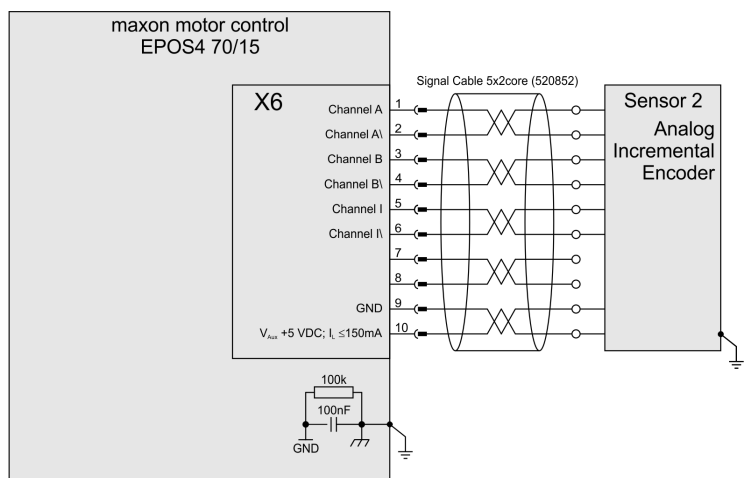 maxon motor control
EPOS4 70/15
Signal Cable 5x2core (520852)
X6
Sensor 2
Analog
Incremental
Encoder
Channel A 1
Channel A\ 2
Channel B 3
Channel B\ 4
Channel I 5
Channel I\ 6
7
8
GND 9
VAux +5 VDC; IL ≤150mA 10
100k
100nF
GND